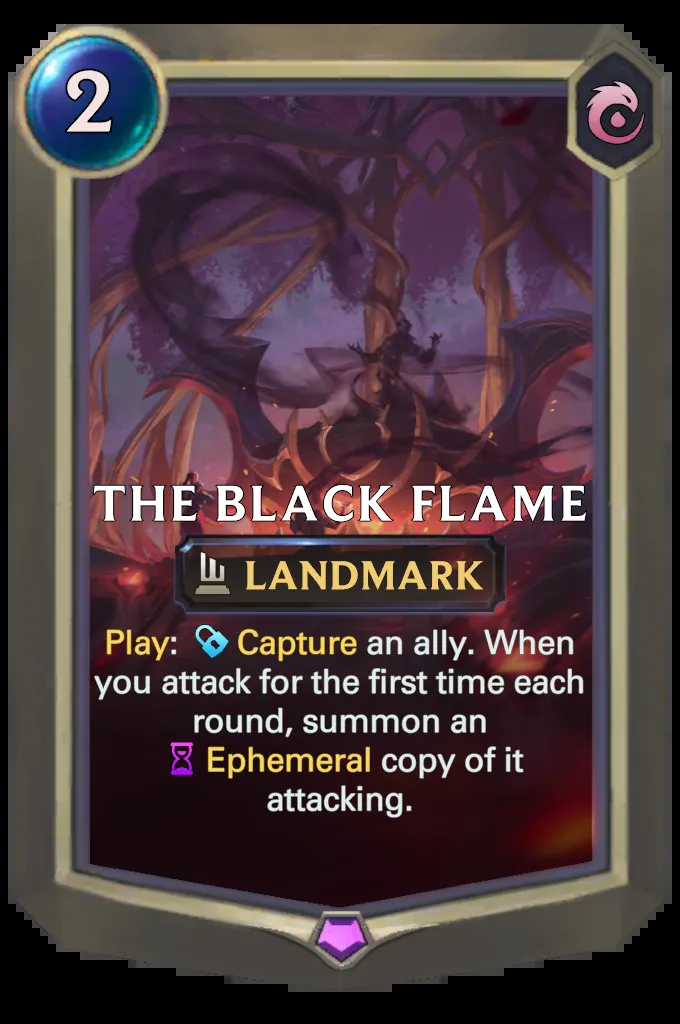 2
THE BLACK FLAME
LANDMARK
Play: Capture an ally. When
you attack for the first time each
round, summon an
Ephemeral copy of it
attacking.